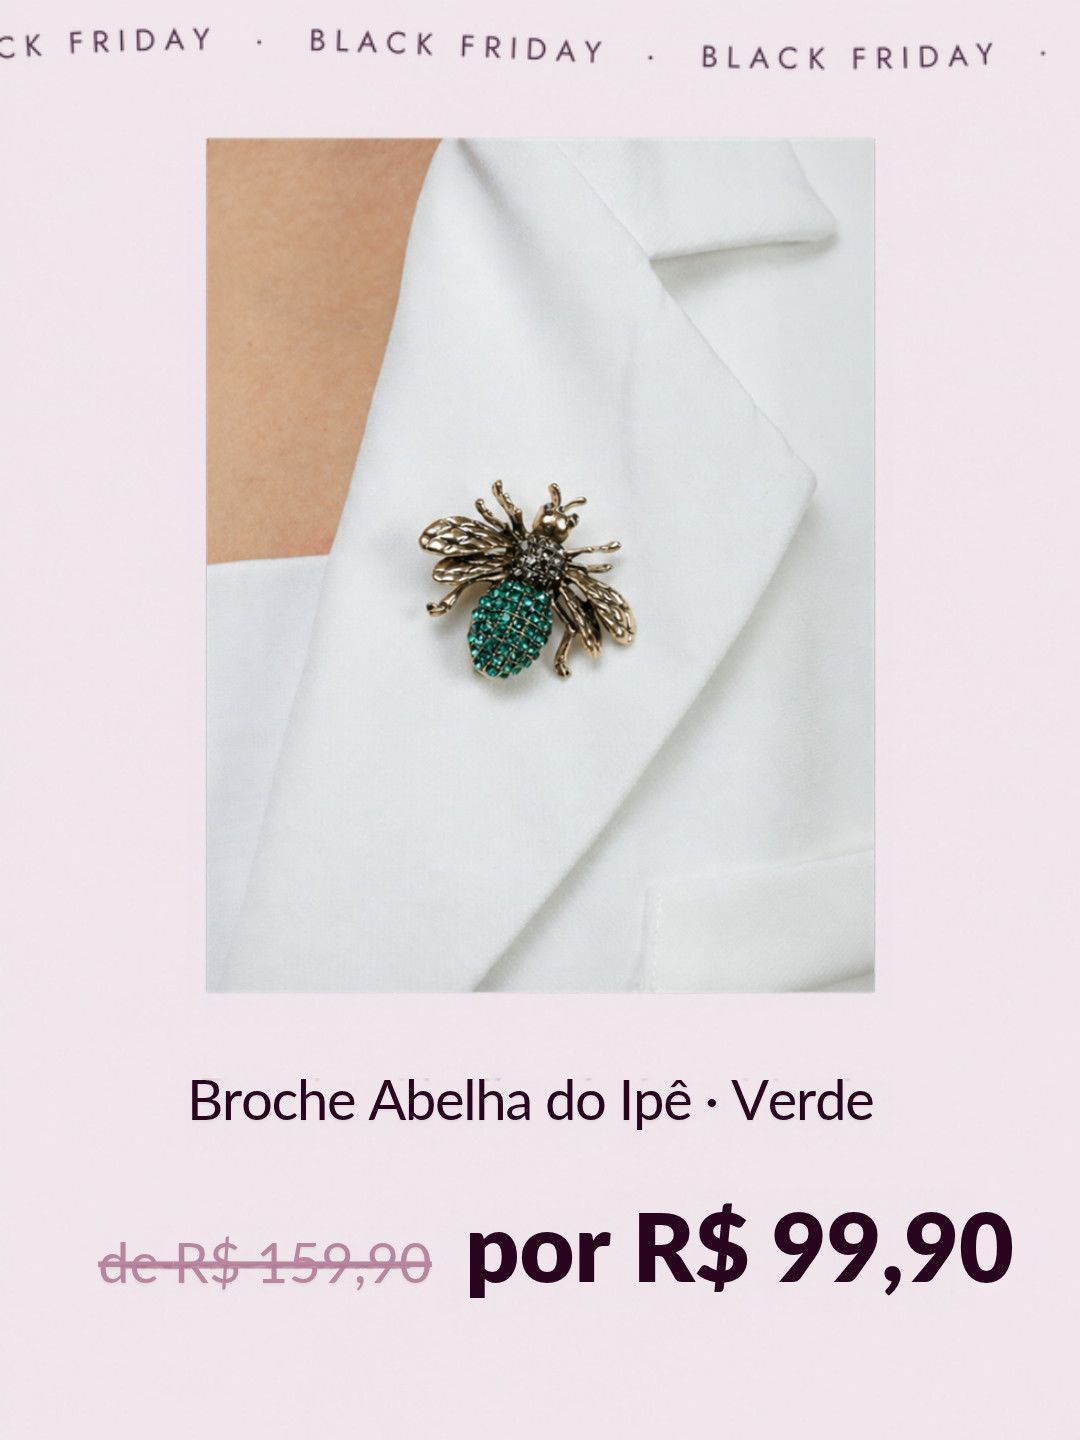 CK FRIDAY · BLACK FRIDAY · BLACK FRIDAY ·
Broche Abelha do Ipê · Verde
de R$ 159,90 por R$ 99,90